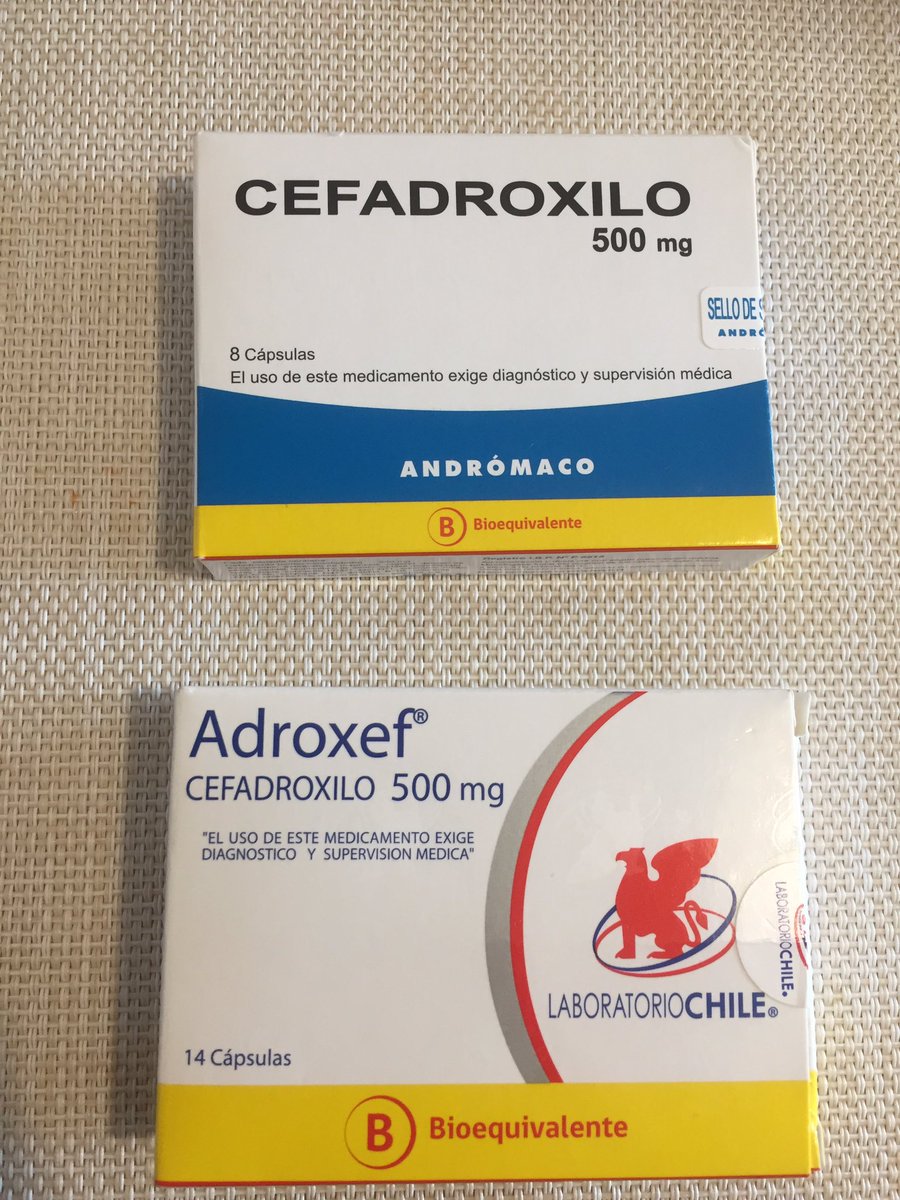 CEFADROXILO
500 mg
SELLO DE
ANDRÓ
8 Cápsulas
El uso de este medicamento exige diagnóstico y supervisión médica
ANDRÓMACO
B Bioequivalente
Adroxef®
CEFADROXILO 500 mg
"EL USO DE ESTE MEDICAMENTO EXIGE
DIAGNOSTICO Y SUPERVISION MEDICA"
LABORATORIOCHILE®
LABORATORIOCHILE®
14 Cápsulas
B Bioequivalente